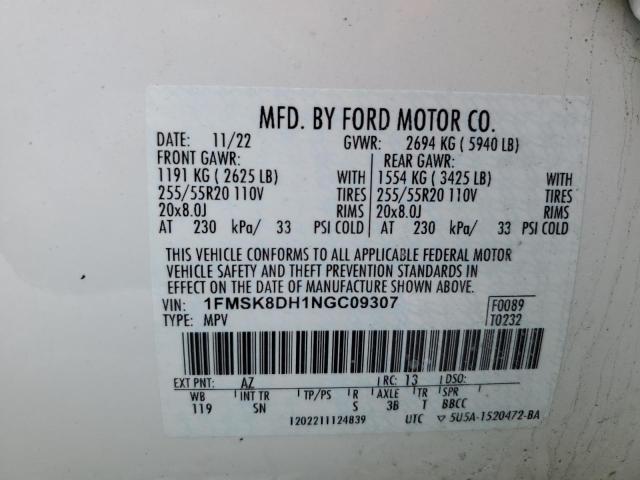 MFD. BY FORD MOTOR CO.
DATE: 11/22 GVWR: 2694 KG ( 5940 LB)
FRONT GAWR: REAR GAWR:
1191 KG ( 2625 LB) WITH 1554 KG ( 3425 LB) WITH
255/55R20 110V TIRES 255/55R20 110V TIRES
20x8.0J RIMS 20x8.0J RIMS
AT 230 kPa/ 33 PSI COLD AT 230 kPa/ 33 PSI COLD
THIS VEHICLE CONFORMS TO ALL APPLICABLE FEDERAL MOTOR
VEHICLE SAFETY AND THEFT PREVENTION STANDARDS IN
EFFECT ON THE DATE OF MANUFACTURE SHOWN ABOVE.
VIN: 1FMSK8DH1NGC09307 F0089
TYPE: MPV T0232
EXT PNT: AZ RC: 13 DSO:
WB INT TR TP/PS R AXLE TR SPR
119 SN S 3B T BBCC
1202211124839 UTC ▽ 5U5A-1520472-BA